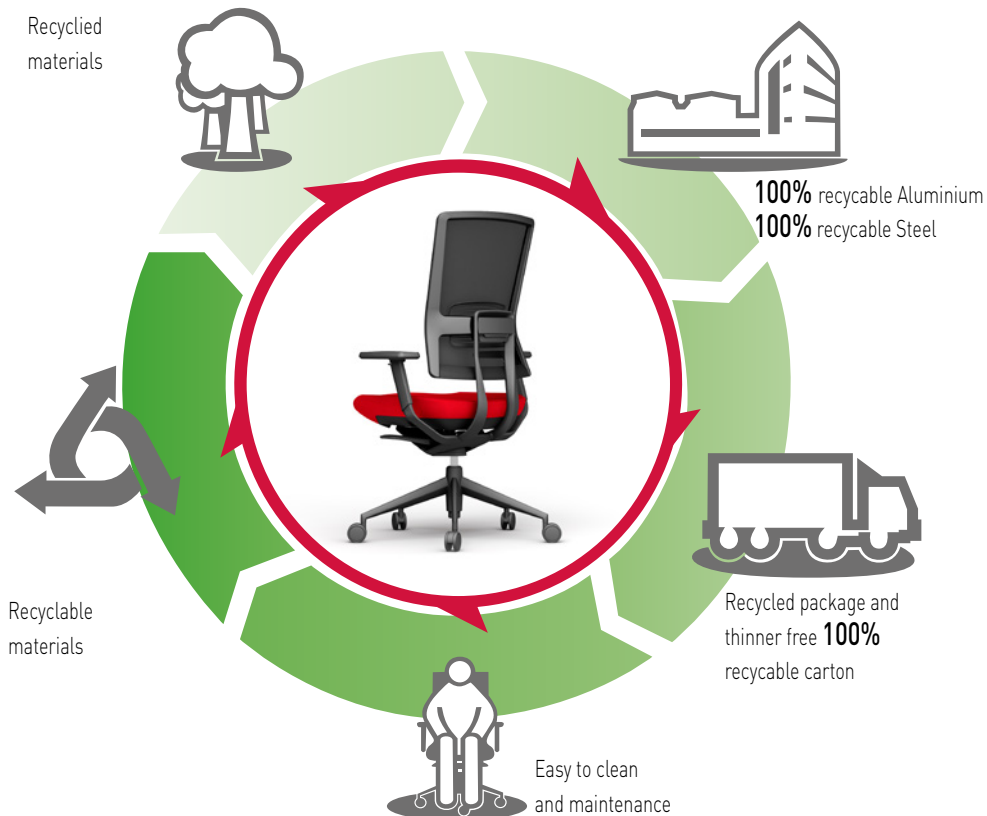 Recyclied
materials
100% recycable Aluminium
100% recycable Steel
Recycled package and
thinner free 100%
recycable carton
Easy to clean
and maintenance
Recyclable
materials